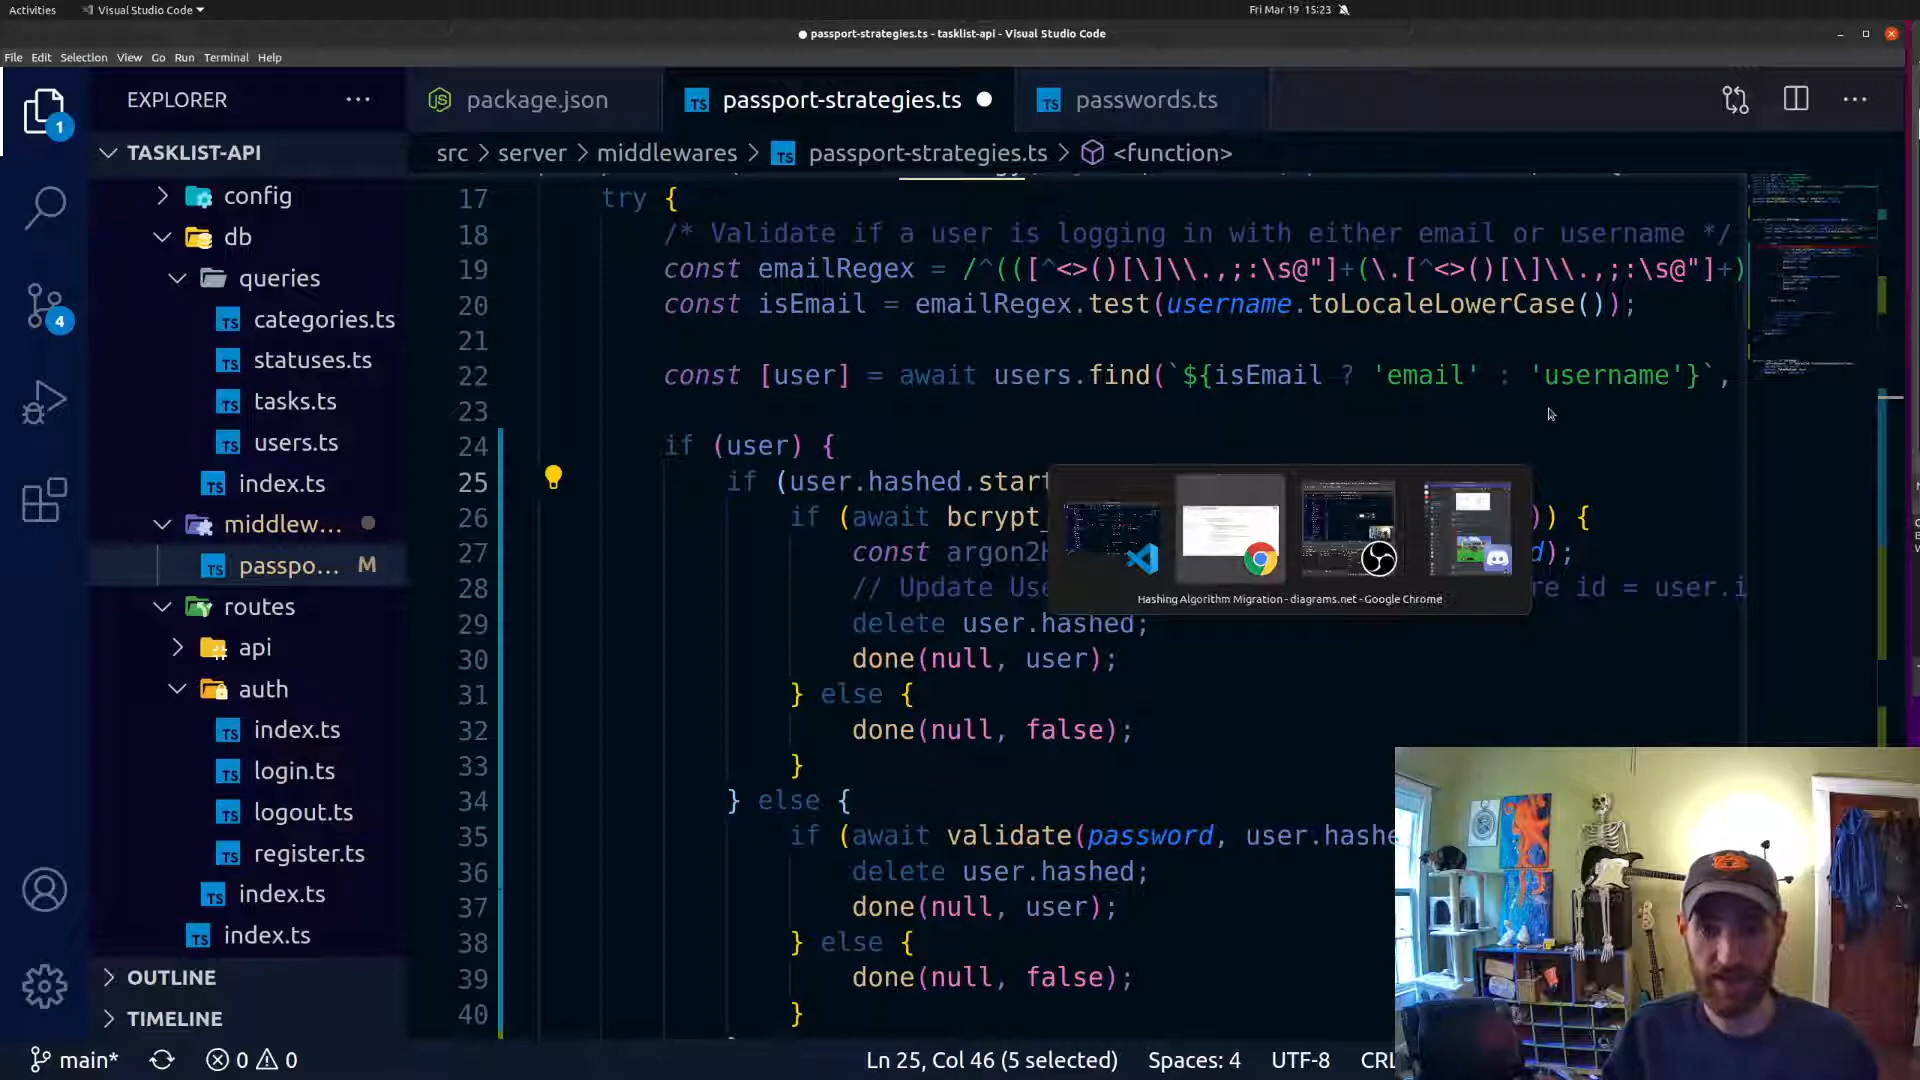 Activities
Visual Studio Code
Fri Mar 19 15:23
passport-strategies.ts - tasklist-api - Visual Studio Code
File Edit Selection View Go Run Terminal Help
EXPLORER
package.json
passport-strategies.ts
passwords.ts
TASKLIST-API
src > server > middlewares > passport-strategies.ts > <function>
config
db
queries
categories.ts
statuses.ts
tasks.ts
users.ts
index.ts
middlew...
passpo... M
routes
api
auth
index.ts
login.ts
logout.ts
register.ts
index.ts
index.ts
OUTLINE
TIMELINE
1
4
17 try {
18 /* Validate if a user is logging in with either email or username */
19 const emailRegex = /^(([^<>()[\]\\.,;:\s@"]+(\.[^<>()[\]\\.,;:\s@"]+)
20 const isEmail = emailRegex.test(username.toLocaleLowerCase());
21
22 const [user] = await users.find(`${isEmail ? 'email' : 'username'}`,
23
24 if (user) {
25 if (user.hashed.start
26 if (await bcrypt_ )) {
27 const argon2 );
28 // Update Use re id = user.i
29 delete user.hashed;
30 done(null, user);
31 } else {
32 done(null, false);
33 }
34 } else {
35 if (await validate(password, user.hashe
36 delete user.hashed;
37 done(null, user);
38 } else {
39 done(null, false);
40 }
Hashing Algorithm Migration - diagrams.net - Google Chrome
main* 0 0
Ln 25, Col 46 (5 selected) Spaces: 4 UTF-8 CRL